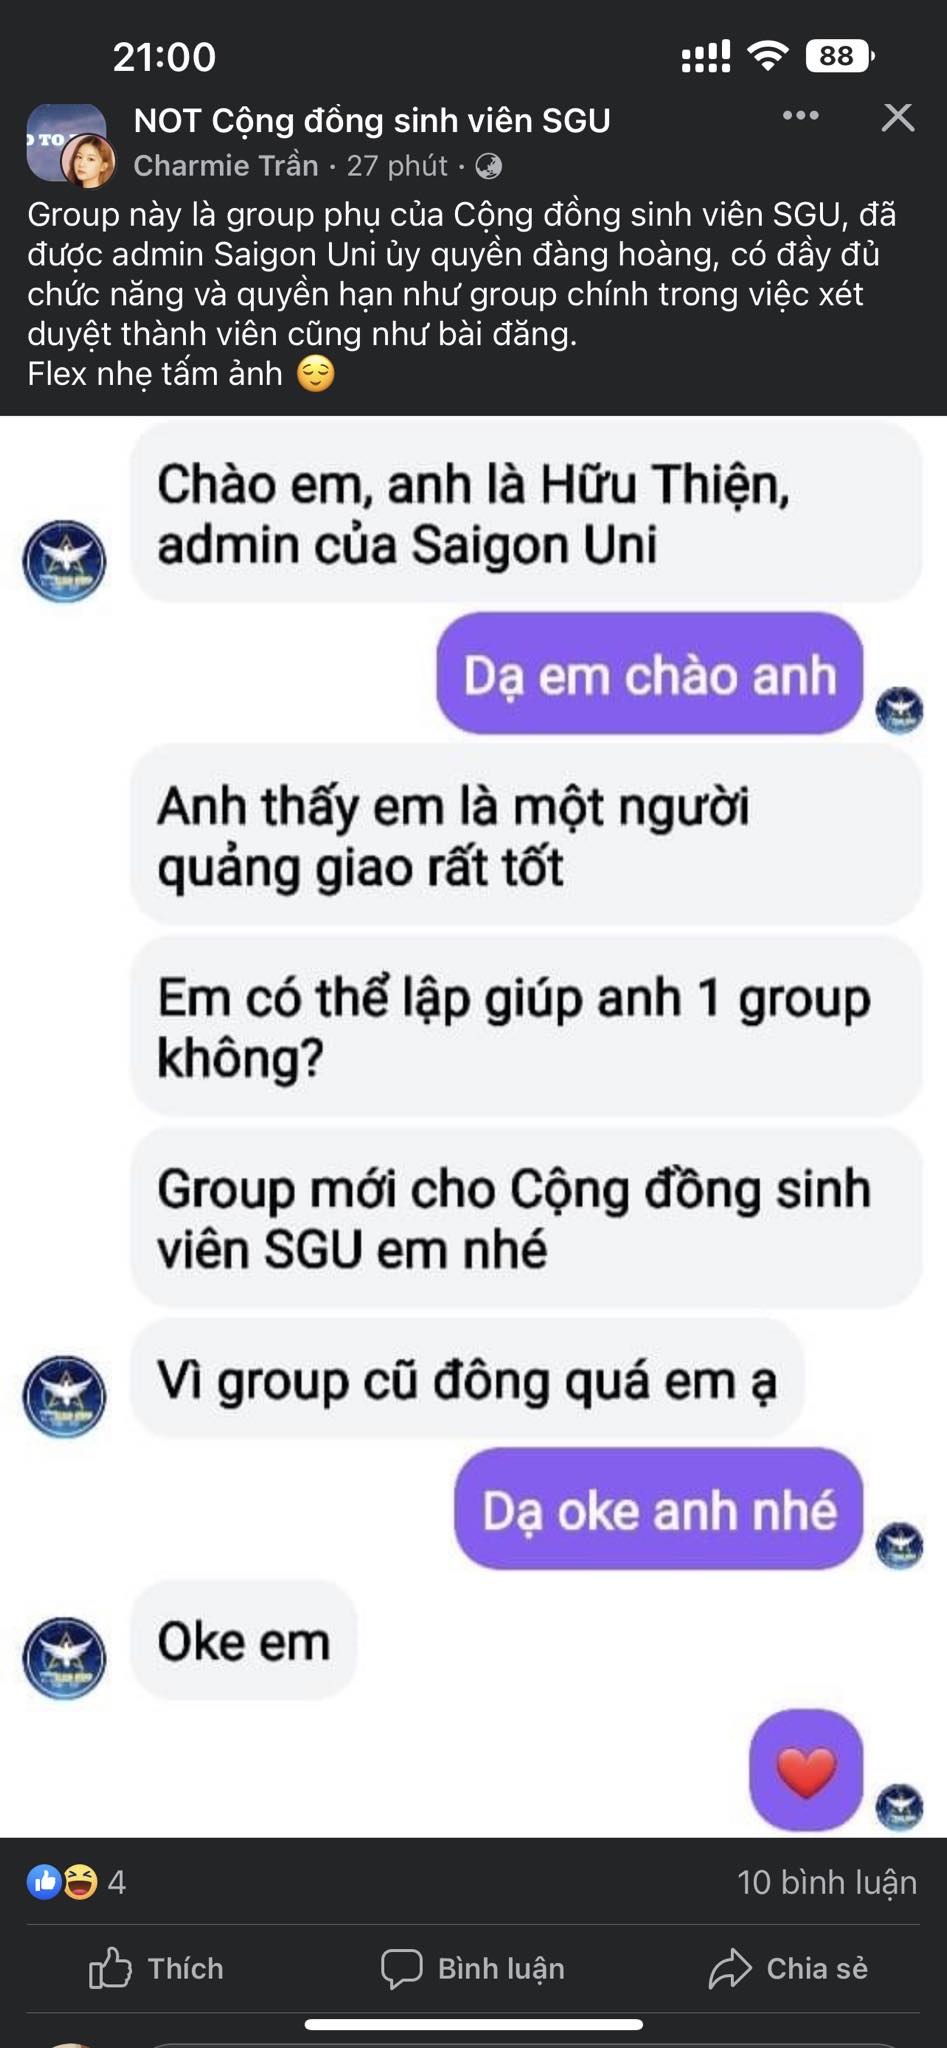 21:00
88
NOT Cộng đồng sinh viên SGU
Charmie Trần · 27 phút ·
Group này là group phụ của Cộng đồng sinh viên SGU, đã
được admin Saigon Uni ủy quyền đàng hoàng, có đầy đủ
chức năng và quyền hạn như group chính trong việc xét
duyệt thành viên cũng như bài đăng.
Flex nhẹ tấm ảnh 😌
Chào em, anh là Hữu Thiện,
admin của Saigon Uni
Dạ em chào anh
Anh thấy em là một người
quảng giao rất tốt
Em có thể lập giúp anh 1 group
không?
Group mới cho Cộng đồng sinh
viên SGU em nhé
Vì group cũ đông quá em ạ
Dạ oke anh nhé
Oke em
❤️
4
10 bình luận
Thích
Bình luận
Chia sẻ